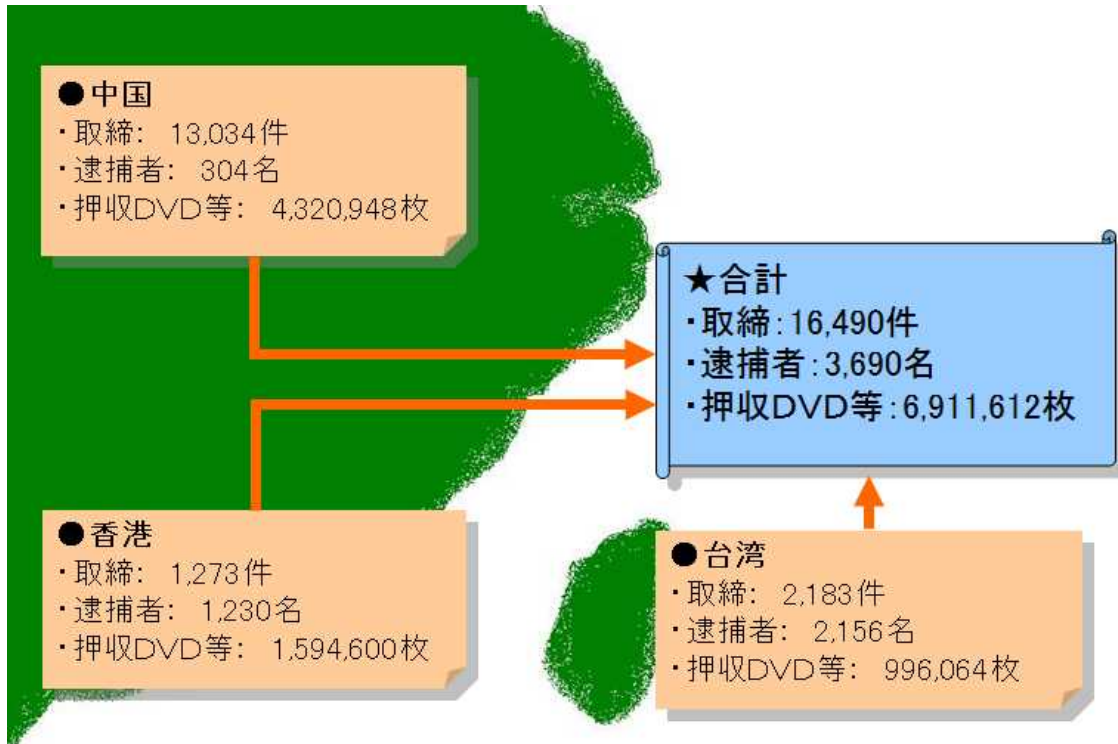 ●中国
・取締: 13,034件
・逮捕者: 304名
・押収DVD等: 4,320,948枚
★合計
・取締:16,490件
・逮捕者:3,690名
・押収DVD等:6,911,612枚
●香港
・取締: 1,273件
・逮捕者: 1,230名
・押収DVD等: 1,594,600枚
●台湾
・取締: 2,183件
・逮捕者: 2,156名
・押収DVD等: 996,064枚